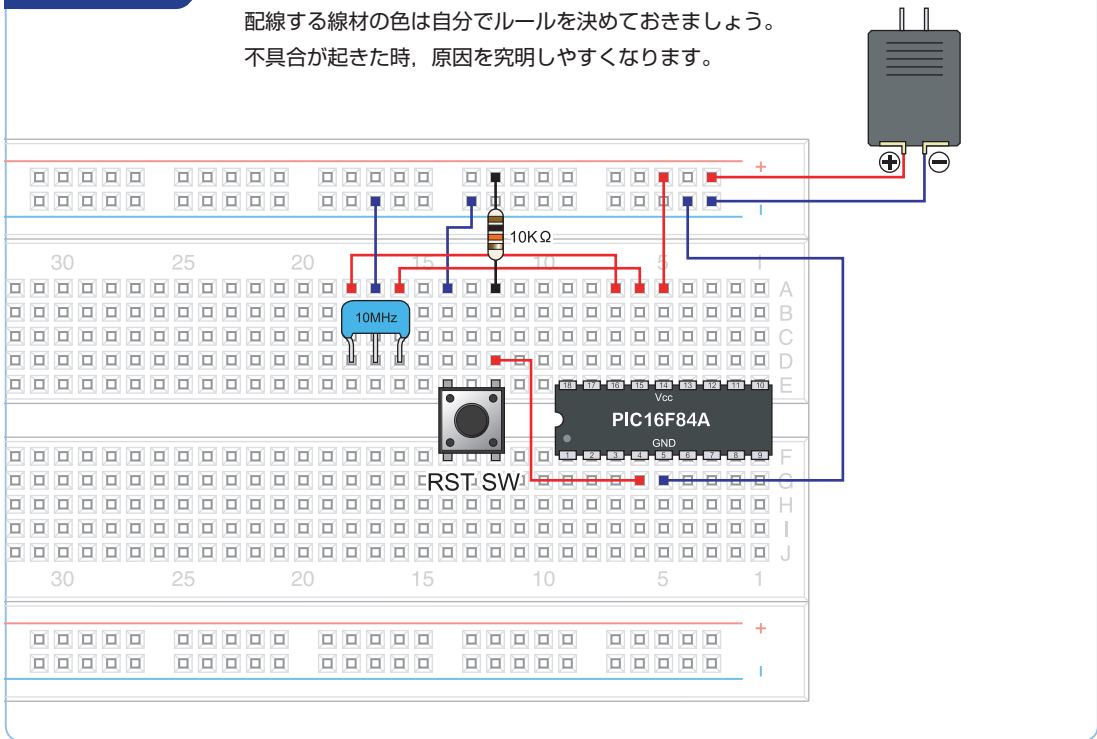 配線する線材の色は自分でルールを決めておきましょう。
不具合が起きた時，原因を究明しやすくなります。
⊕ ⊖
+
10KΩ
−
30 25 20 15 10 5 1
A
B
10MHz
C
D
E
18 17 16 15 14 13 12 11 10
Vcc
PIC16F84A
GND
1 2 3 4 5 6 7 8 9
F
RST SW
G
H
I
J
30 25 20 15 10 5 1
+
−